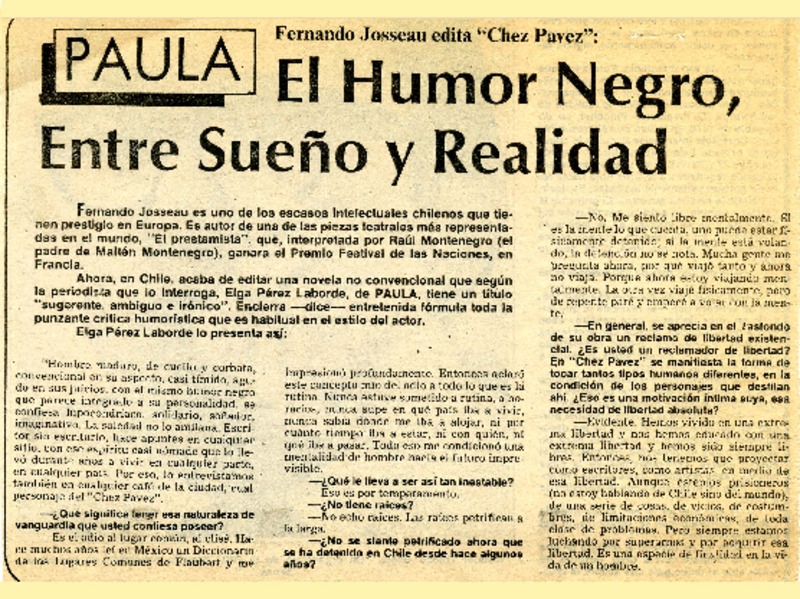 PAULA
Fernando Josseau edita "Chez Pavez":
El Humor Negro,
Entre Sueño y Realidad
Fernando Josseau es uno de los escasos intelectuales chilenos que tie-
nen prestigio en Europa. Es autor de una de las piezas teatrales más representa-
das en el mundo, "El prestamista", que, interpretada por Raúl Montenegro (el
padre de Maitén Montenegro), ganara el Premio Festival de las Naciones, en
Francia.
Ahora, en Chile, acaba de editar una novela no convencional que según
la periodista que lo interroga, Elga Pérez Laborde, de PAULA, tiene un título
"sugerente, ambiguo e irónico". Encierra —dice— entretenida fórmula toda la
punzante crítica humorística que es habitual en el estilo del actor.
Elga Pérez Laborde lo presenta así:
"Hombre maduro, de cuello y corbata,
convencional en su aspecto, casi tímido, agu-
do en sus juicios, con el mismo humor negro
que parece integrado a su personalidad, se
confiesa hipocondríaco, solidario, soñador,
imaginativo. La soledad no lo amilana. Escri-
tor sin escritorio, hace apuntes en cualquier
sitio, con ese espíritu casi nómade que lo lle-
vó durante años a vivir en cualquier parte,
en cualquier país. Por eso, lo entrevistamos
también en cualquier café de la ciudad, cual
personaje del "Chez Pavez".
—¿Qué significa tener esa naturaleza de
vanguardia que usted confiesa poseer?
Es el odio al lugar común, al clisé. Ha-
ce muchos años leí en México un Diccionario
de los Lugares Comunes de Flaubert y me
impresionó profundamente. Entonces aclaró
este concepto mío del odio a todo lo que es la
rutina. Nunca estuve sometido a rutina, a ho-
rarios, nunca supe en qué país iba a vivir,
nunca sabía donde me iba a alojar, ni por
cuánto tiempo iba a estar, ni con quién, ni
qué iba a pasar. Todo eso me condicionó una
mentalidad de hombre hacia el futuro impre-
visible.
—¿Qué le lleva a ser así tan inestable?
Eso es por temperamento.
—¿No tiene raíces?
—No echo raíces. Las raíces petrifican a
la larga.
—¿No se siente petrificado ahora que
se ha detenido en Chile desde hace algunos
años?
—No. Me siento libre mentalmente. Si
es la mente lo que cuenta, uno puede estar fí-
sicamente detenido; si la mente está volan-
do, la detención no se nota. Mucha gente me
pregunta ahora, por qué viajé tanto y ahora
no viajo. Porque ahora estoy viajando men-
talmente. La otra vez viajé físicamente, pero
de repente paré y empecé a volar con la men-
te.
—En general, se aprecia en el trasfondo
de su obra un reclamo de libertad existen-
cial. ¿Es usted un reclamador de libertad?
En "Chez Pavez" se manifiesta la forma de
tocar tantos tipos humanos diferentes, en la
condición de los personajes que destilan
ahí. ¿Eso es una motivación íntima suya, esa
necesidad de libertad absoluta?
—Evidente. Hemos vivido en una extre-
ma libertad y nos hemos educado con una
extrema libertad y hemos sido siempre li-
bres. Entonces, nos tenemos que proyectar
como escritores, como artistas, en medio de
esa libertad. Aunque estemos prisioneros
(no estoy hablando de Chile sino del mundo),
de una serie de cosas, de vicios, de costum-
bres, de limitaciones económicas, de toda
clase de problemas. Pero siempre estamos
luchando por superarnos y por adquirir esa
libertad. Es una especie de finalidad en la vi-
da de un hombre.